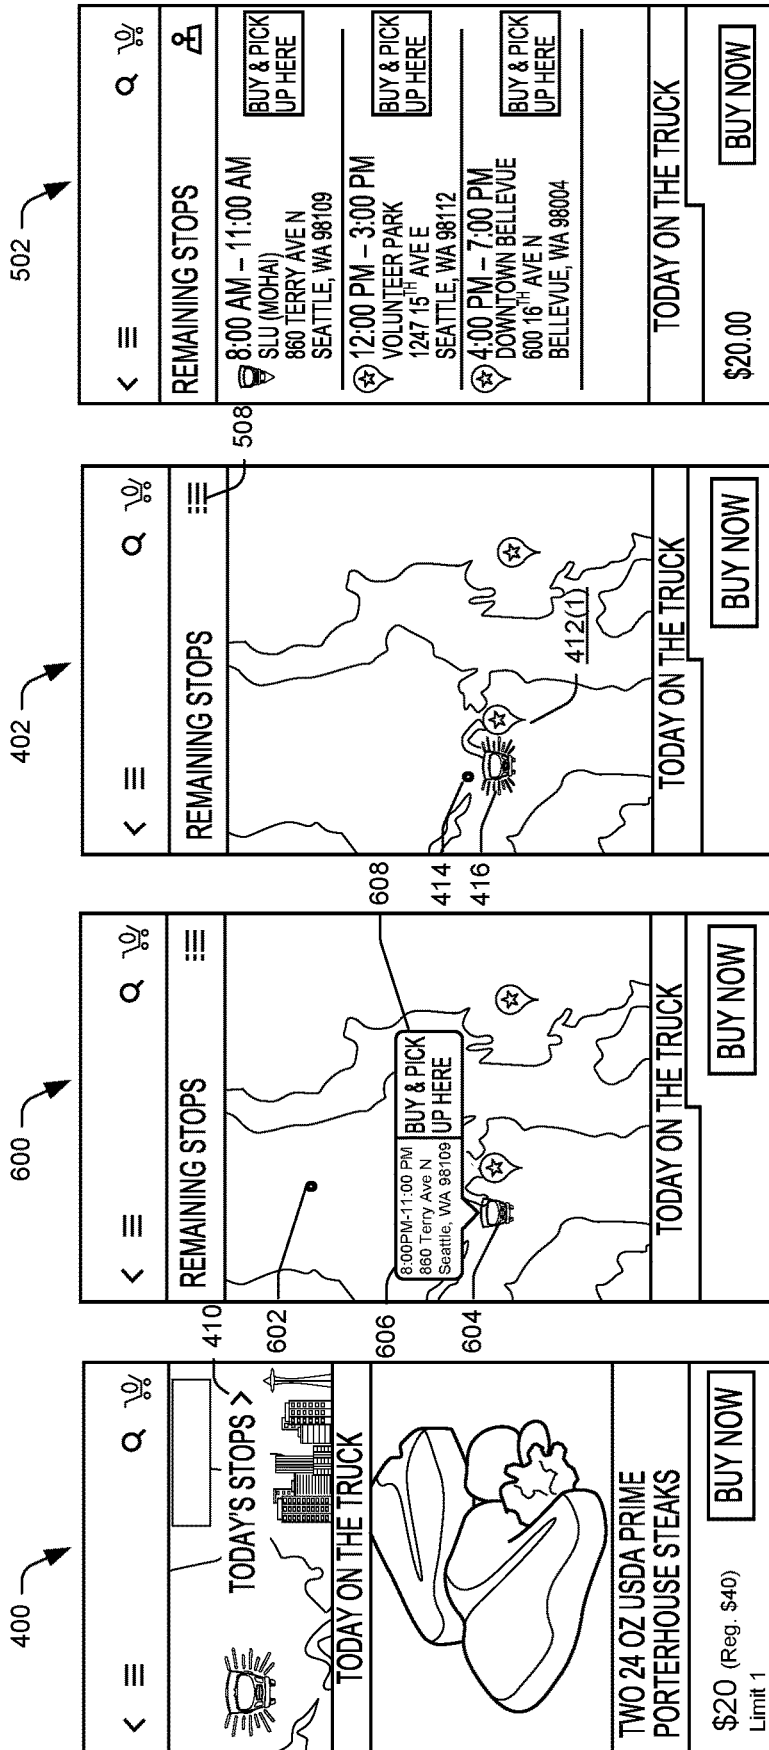 400
TODAY'S STOPS >
410
TODAY ON THE TRUCK
TWO 24 OZ USDA PRIME
PORTERHOUSE STEAKS
$20 (Reg. $40)
Limit 1
BUY NOW
600
REMAINING STOPS
602
606
604
608
8:00PM-11:00 PM
860 Terry Ave N
Seattle, WA 98109
BUY & PICK
UP HERE
TODAY ON THE TRUCK
BUY NOW
402
REMAINING STOPS
508
414
416
412(1)
TODAY ON THE TRUCK
BUY NOW
502
REMAINING STOPS
8:00 AM – 11:00 AM
SLU (MOHAI)
860 TERRY AVE N
SEATTLE, WA 98109
BUY & PICK
UP HERE
12:00 PM – 3:00 PM
VOLUNTEER PARK
1247 15TH AVE E
SEATTLE, WA 98112
BUY & PICK
UP HERE
4:00 PM – 7:00 PM
DOWNTOWN BELLEVUE
600 16TH AVE N
BELLEVUE, WA 98004
BUY & PICK
UP HERE
TODAY ON THE TRUCK
$20.00
BUY NOW